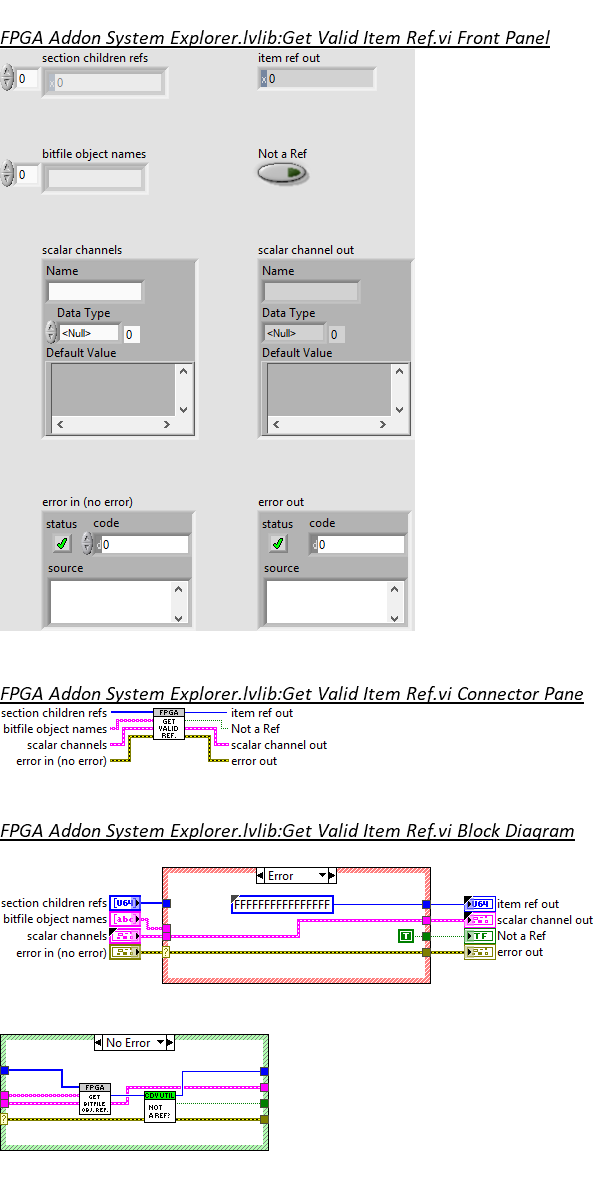 FPGA Addon System Explorer.lvlib:Get Valid Item Ref.vi Front Panel
section children refs
item ref out
0
x 0
x 0
bitfile object names
Not a Ref
0
scalar channels
scalar channel out
Name
Name
Data Type
Data Type
<Null>
0
<Null>
0
Default Value
Default Value
error in (no error)
error out
status
code
status
code
d 0
d 0
source
source
FPGA Addon System Explorer.lvlib:Get Valid Item Ref.vi Connector Pane
section children refs
FPGA
item ref out
bitfile object names
GET
Not a Ref
scalar channels
VALID
scalar channel out
error in (no error)
REF.
error out
FPGA Addon System Explorer.lvlib:Get Valid Item Ref.vi Block Diagram
Error
section children refs
[U64]
FFFFFFFFFFFFFFFF
U64
item ref out
bitfile object names
[abc]
scalar channel out
scalar channels
T
TF
Not a Ref
error in (no error)
?
error out
No Error
FPGA
GET
BITFILE
OBJ. REF.
CDV UTIL
NOT
A REF?
?